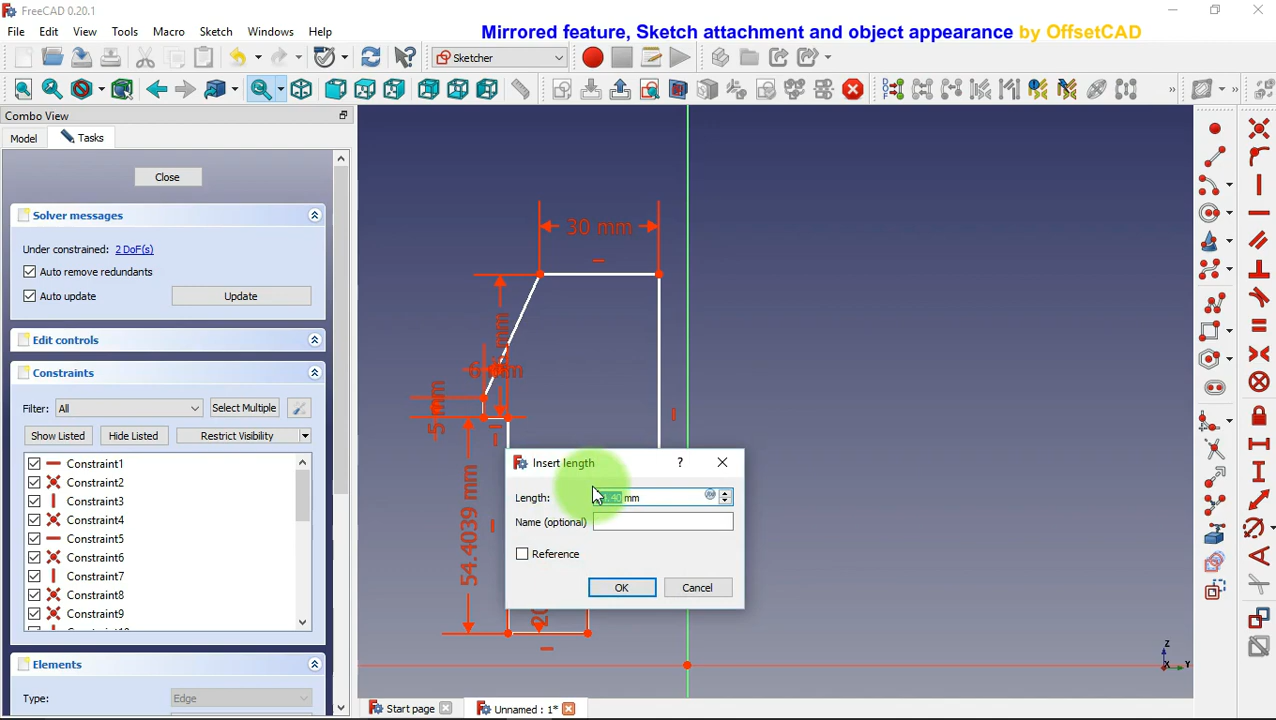 FreeCAD 0.20.1
File Edit View Tools Macro Sketch Windows Help
Mirrored feature, Sketch attachment and object appearance by OffsetCAD
Sketcher
Combo View
Model Tasks
Close
Solver messages
Under constrained: 2 DoF(s)
Auto remove redundants
Auto update Update
Edit controls
Constraints
Filter: All Select Multiple
Show Listed Hide Listed Restrict Visibility
Constraint1
Constraint2
Constraint3
Constraint4
Constraint5
Constraint6
Constraint7
Constraint8
Constraint9
Elements
Type: Edge
30 mm
5 mm
54.4039 mm
Insert length
Length: mm
Name (optional)
Reference
OK Cancel
Z
X Y
Start page Unnamed : 1*